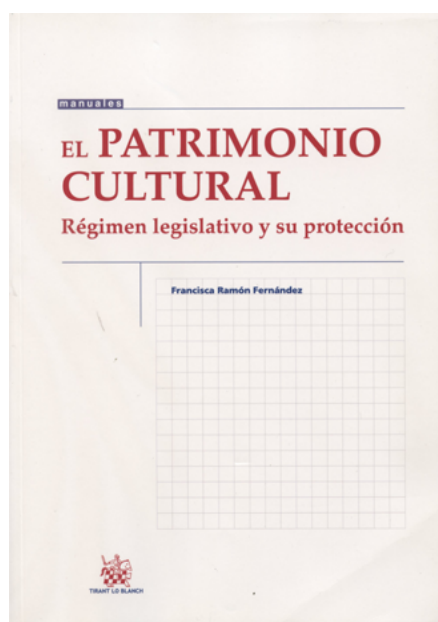 manuales
EL PATRIMONIO
CULTURAL
Régimen legislativo y su protección
Francisca Ramón Fernández
TIRANT LO BLANCH